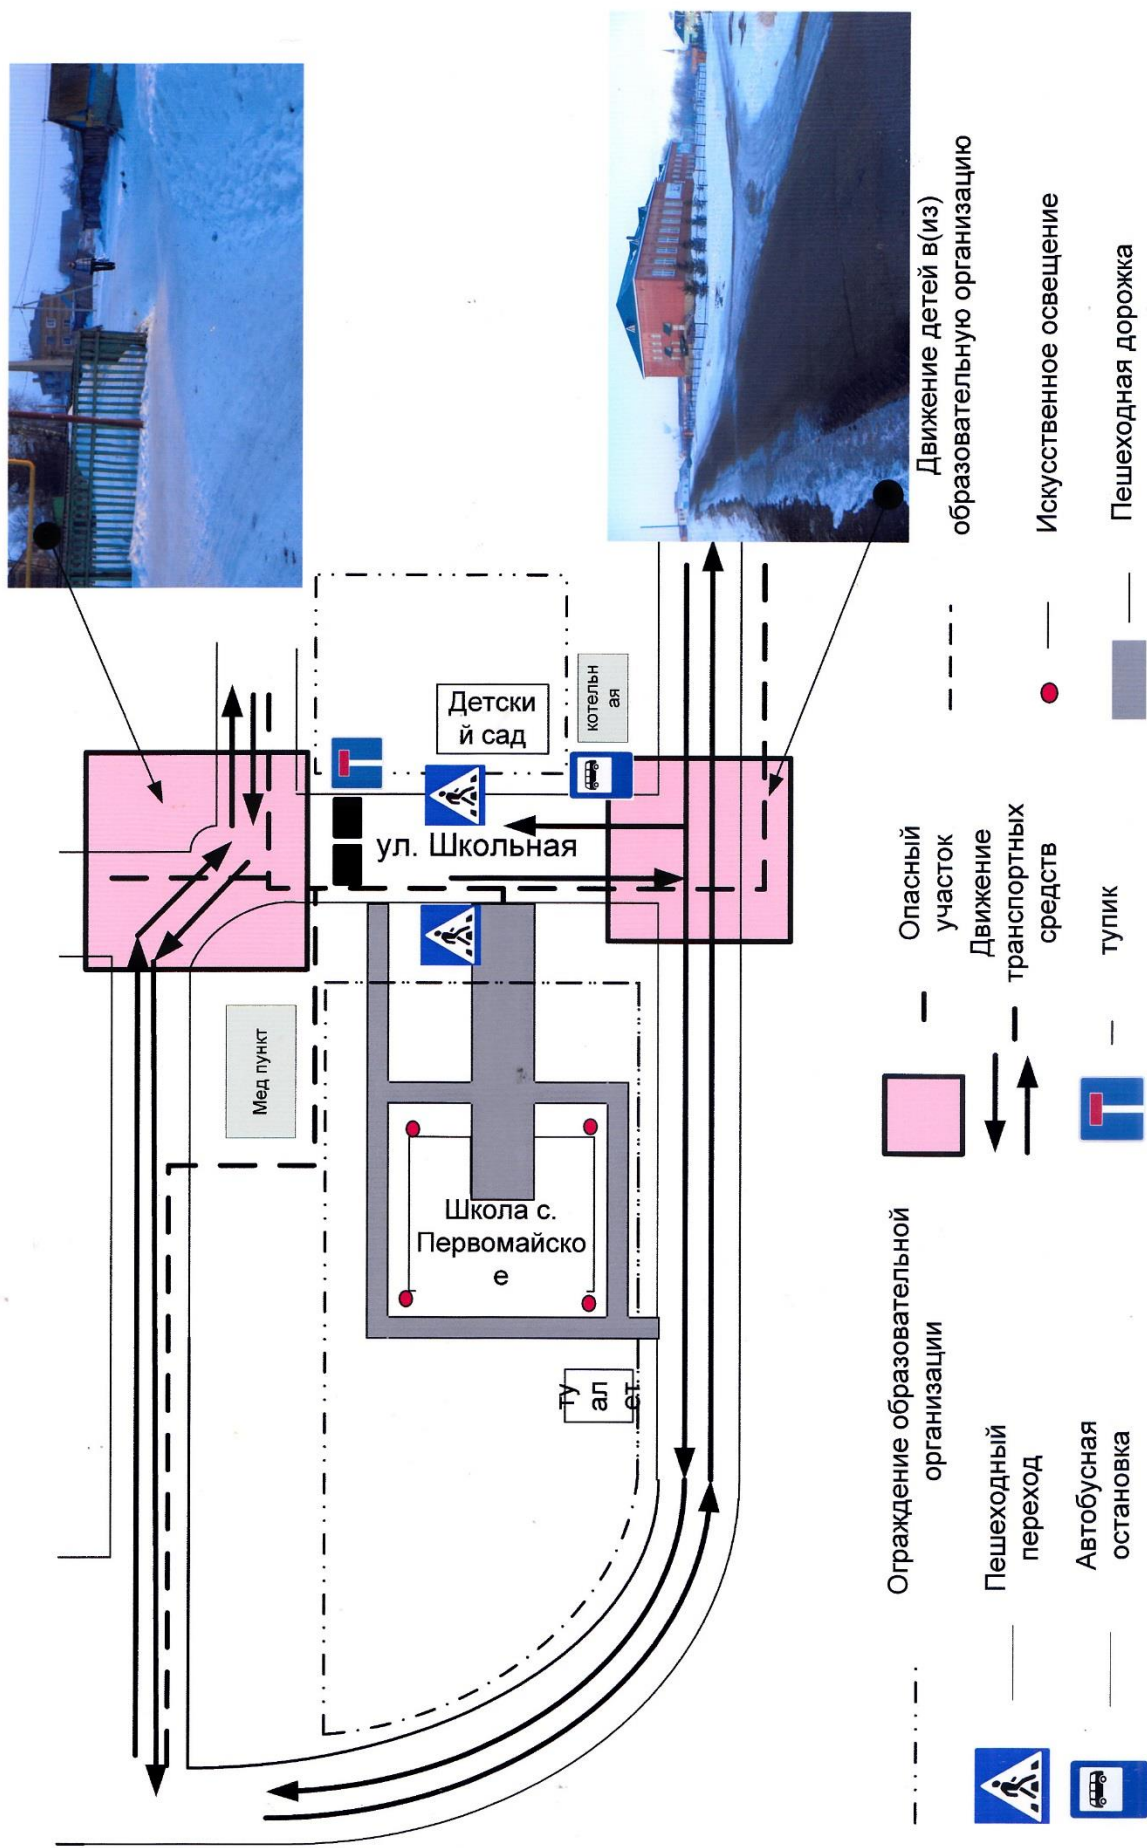 Мед пункт
Детски
й сад
котельн
ая
ул. Школьная
Школа с.
Первомайско
е
ту
ал
ет
Ограждение образовательной
организации
Пешеходный
переход
Автобусная
остановка
Опасный
участок
Движение
транспортных
средств
тупик
Движение детей в(из)
образовательную организацию
Искусственное освещение
Пешеходная дорожка